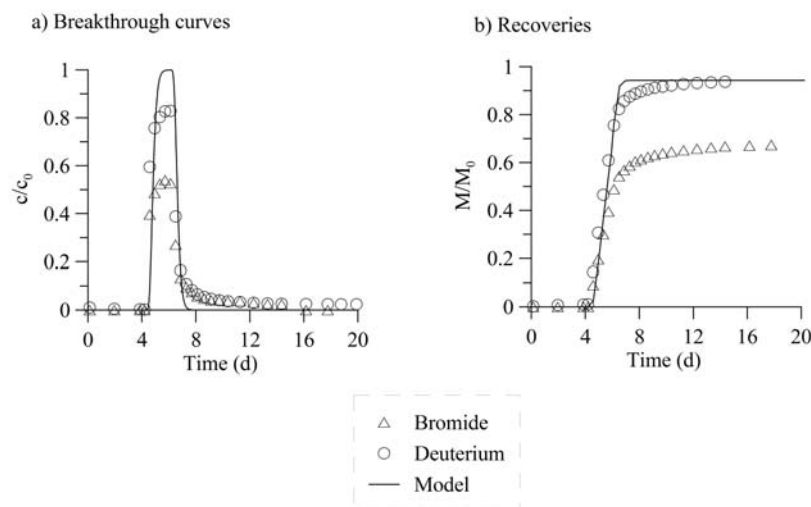 a) Breakthrough curves
b) Recoveries
1
0.8
0.6
0.4
0.2
0
c/c0
0 4 8 12 16 20
Time (d)
1
0.8
0.6
0.4
0.2
0
M/M0
0 4 8 12 16 20
Time (d)
Bromide
Deuterium
Model